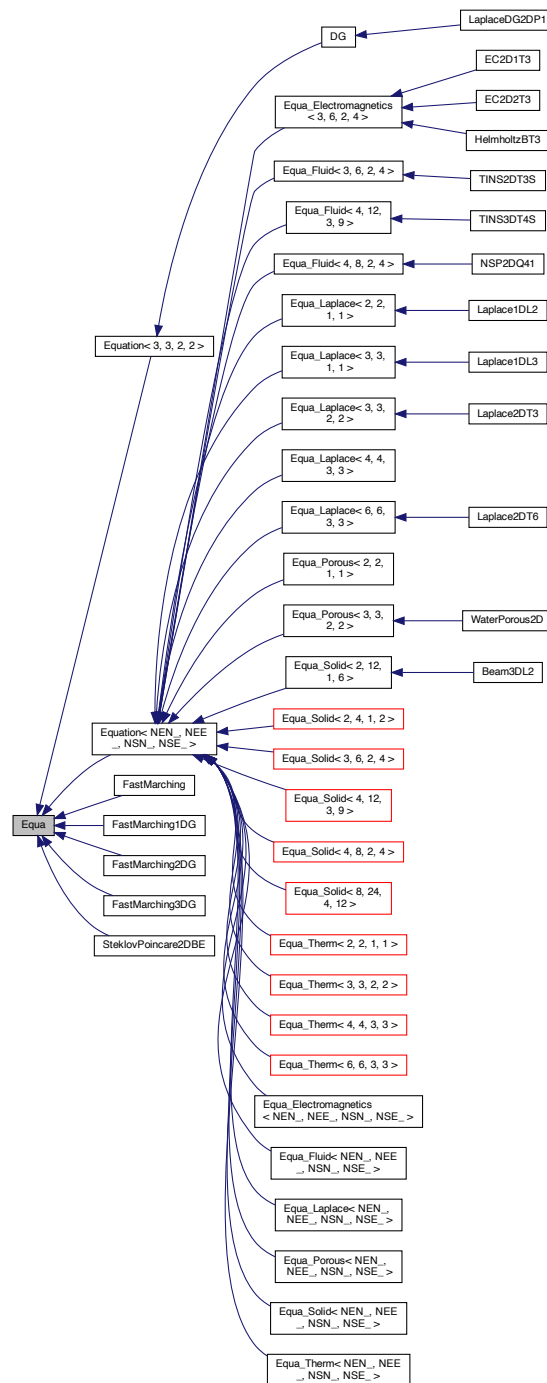 LaplaceDG2DP1
DG
EC2D1T3
Equa_Electromagnetics
< 3, 6, 2, 4 >
EC2D2T3
HelmholtzBT3
Equa_Fluid< 3, 6, 2, 4 >
TINS2DT3S
Equa_Fluid< 4, 12,
3, 9 >
TINS3DT4S
Equa_Fluid< 4, 8, 2, 4 >
NSP2DQ41
Equa_Laplace< 2, 2,
1, 1 >
Laplace1DL2
Equation< 3, 3, 2, 2 >
Equa_Laplace< 3, 3,
1, 1 >
Laplace1DL3
Equa_Laplace< 3, 3,
2, 2 >
Laplace2DT3
Equa_Laplace< 4, 4,
3, 3 >
Equa_Laplace< 6, 6,
3, 3 >
Laplace2DT6
Equa_Porous< 2, 2,
1, 1 >
Equa_Porous< 3, 3,
2, 2 >
WaterPorous2D
Equa_Solid< 2, 12,
1, 6 >
Beam3DL2
Equation< NEN_, NEE
_, NSN_, NSE_ >
Equa_Solid< 2, 4, 1, 2 >
Equa_Solid< 3, 6, 2, 4 >
FastMarching
Equa_Solid< 4, 12,
3, 9 >
Equa
FastMarching1DG
Equa_Solid< 4, 8, 2, 4 >
FastMarching2DG
Equa_Solid< 8, 24,
4, 12 >
FastMarching3DG
SteklovPoincare2DBE
Equa_Therm< 2, 2, 1, 1 >
Equa_Therm< 3, 3, 2, 2 >
Equa_Therm< 4, 4, 3, 3 >
Equa_Therm< 6, 6, 3, 3 >
Equa_Electromagnetics
< NEN_, NEE_, NSN_, NSE_ >
Equa_Fluid< NEN_, NEE
_, NSN_, NSE_ >
Equa_Laplace< NEN_,
NEE_, NSN_, NSE_ >
Equa_Porous< NEN_,
NEE_, NSN_, NSE_ >
Equa_Solid< NEN_, NEE
_, NSN_, NSE_ >
Equa_Therm< NEN_, NEE
_, NSN_, NSE_ >